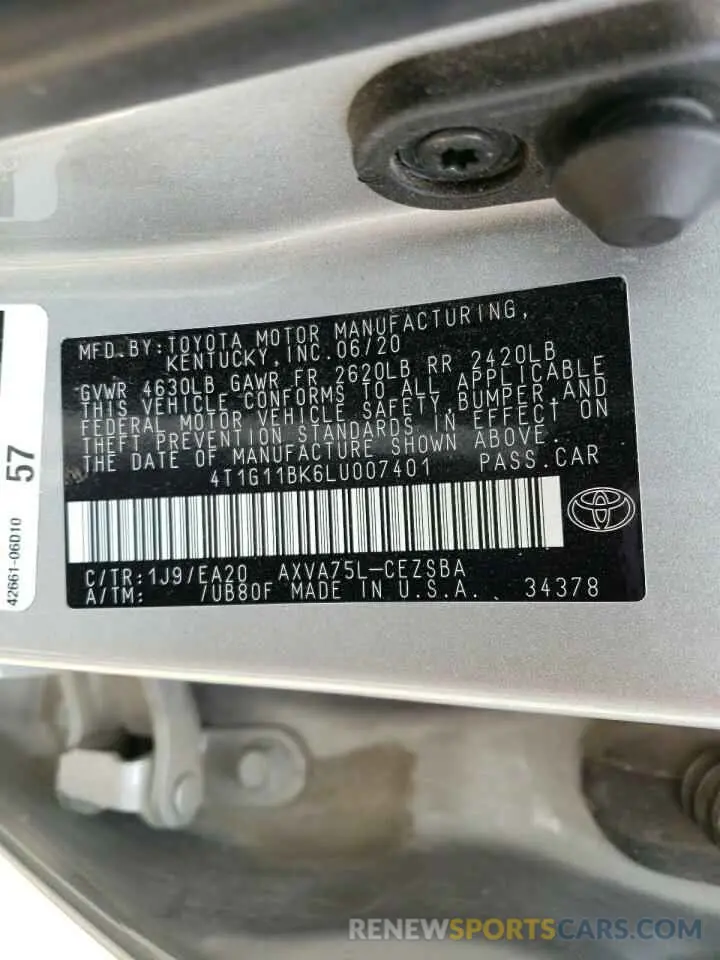 MFD.BY:TOYOTA MOTOR MANUFACTURING,
KENTUCKY,INC.06/20
GVWR 4630LB GAWR FR 2620LB RR 2420LB
THIS VEHICLE CONFORMS TO ALL APPLICABLE
FEDERAL MOTOR VEHICLE SAFETY,BUMPER,AND
THEFT PREVENTION STANDARDS IN EFFECT ON
THE DATE OF MANUFACTURE SHOWN ABOVE.
4T1G11BK6LU007401 PASS.CAR
C/TR:1J9/EA20 AXVA75L-CEZSBA
A/TM: /UB80F MADE IN U.S.A. 34378
57
42661-06D10
RENEWSPORTSCARS.COM